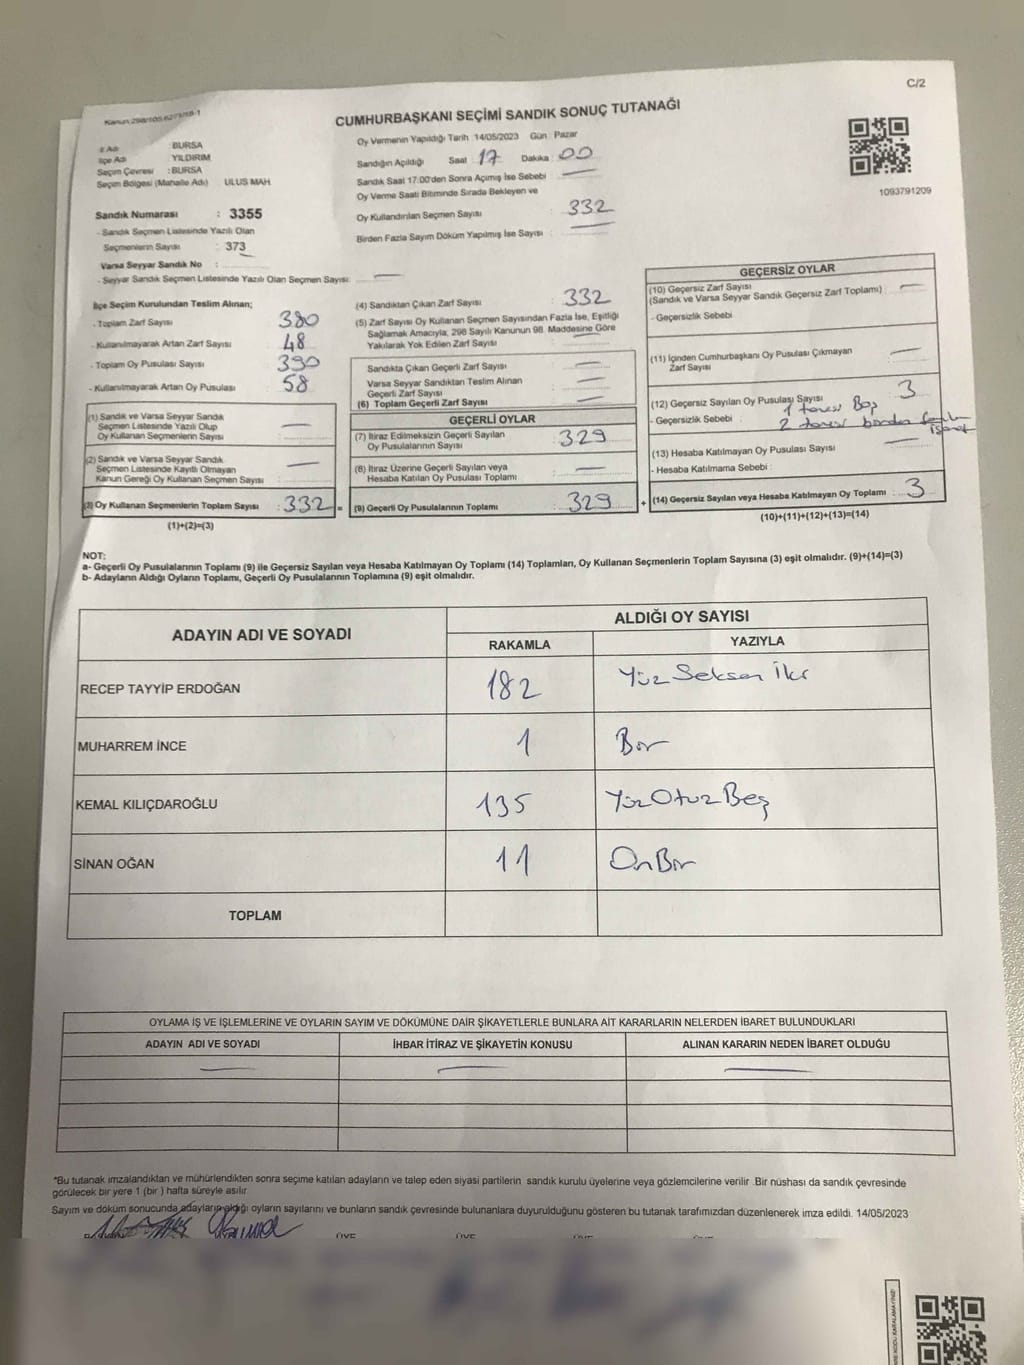 C/2
Kanun:298/105,6271/18-1
CUMHURBAŞKANI SEÇİMİ SANDIK SONUÇ TUTANAĞI
İl Adı : BURSA
İlçe Adı : YILDIRIM
Seçim Çevresi : BURSA
Seçim Bölgesi (Mahalle Adı) : ULUS MAH.
Sandık Numarası : 3355
- Sandık Seçmen Listesinde Yazılı Olan
Seçmenlerin Sayısı : 373
Varsa Seyyar Sandık No :
- Seyyar Sandık Seçmen Listesinde Yazılı Olan Seçmen Sayısı: —
Oy Vermenin Yapıldığı Tarih 14/05/2023 Gün Pazar
Sandığın Açıldığı Saat 17 Dakika 00
Sandık Saat 17:00'den Sonra Açılmış İse Sebebi : —
Oy Verme Saati Bitiminde Sırada Bekleyen ve
Oy Kullandırılan Seçmen Sayısı : 332
Birden Fazla Sayım Döküm Yapılmış İse Sayısı : —
1093791209
İlçe Seçim Kurulundan Teslim Alınan;
- Toplam Zarf Sayısı : 380
- Kullanılmayarak Artan Zarf Sayısı : 48
- Toplam Oy Pusulası Sayısı : 390
- Kullanılmayarak Artan Oy Pusulası : 58
(1) Sandık ve Varsa Seyyar Sandık
Seçmen Listesinde Yazılı Olup
Oy Kullanan Seçmenlerin Sayısı : —
(2) Sandık ve Varsa Seyyar Sandık
Seçmen Listesinde Kayıtlı Olmayan
Kanun Gereği Oy Kullanan Seçmen Sayısı : —
(3) Oy Kullanan Seçmenlerin Toplam Sayısı : 332 =
(1)+(2)=(3)
(4) Sandıktan Çıkan Zarf Sayısı : 332
(5) Zarf Sayısı Oy Kullanan Seçmen Sayısından Fazla İse, Eşitliği
Sağlamak Amacıyla, 298 Sayılı Kanunun 98. Maddesine Göre
Yakılarak Yok Edilen Zarf Sayısı : —
Sandıkta Çıkan Geçerli Zarf Sayısı : —
Varsa Seyyar Sandıktan Teslim Alınan
Geçerli Zarf Sayısı : —
(6) Toplam Geçerli Zarf Sayısı : —
GEÇERLİ OYLAR
(7) İtiraz Edilmeksizin Geçerli Sayılan
Oy Pusulalarının Sayısı : 329
(8) İtiraz Üzerine Geçerli Sayılan veya
Hesaba Katılan Oy Pusulası Toplamı : —
(9) Geçerli Oy Pusulalarının Toplamı : 329 +
GEÇERSİZ OYLAR
(10) Geçersiz Zarf Sayısı
(Sandık ve Varsa Seyyar Sandık Geçersiz Zarf Toplamı) : —
- Geçersizlik Sebebi :
(11) İçinden Cumhurbaşkanı Oy Pusulası Çıkmayan
Zarf Sayısı : —
(12) Geçersiz Sayılan Oy Pusulası Sayısı : 3
- Geçersizlik Sebebi : 1 tanesi Boş
2 tanesi birden fazla
işaret
(13) Hesaba Katılmayan Oy Pusulası Sayısı : —
- Hesaba Katılmama Sebebi :
(14) Geçersiz Sayılan veya Hesaba Katılmayan Oy Toplamı : 3
(10)+(11)+(12)+(13)=(14)
NOT:
a- Geçerli Oy Pusulalarının Toplamı (9) ile Geçersiz Sayılan veya Hesaba Katılmayan Oy Toplamı (14) Toplamları, Oy Kullanan Seçmenlerin Toplam Sayısına (3) eşit olmalıdır. (9)+(14)=(3)
b- Adayların Aldığı Oyların Toplamı, Geçerli Oy Pusulalarının Toplamına (9) eşit olmalıdır.
ADAYIN ADI VE SOYADI
ALDIĞI OY SAYISI
RAKAMLA YAZIYLA
RECEP TAYYİP ERDOĞAN 182 Yüz Seksen İki
MUHARREM İNCE 1 Bir
KEMAL KILIÇDAROĞLU 135 Yüz Otuz Beş
SİNAN OĞAN 11 On Bir
TOPLAM
OYLAMA İŞ VE İŞLEMLERİNE VE OYLARIN SAYIM VE DÖKÜMÜNE DAİR ŞİKAYETLERLE BUNLARA AİT KARARLARIN NELERDEN İBARET BULUNDUKLARI
ADAYIN ADI VE SOYADI İHBAR İTİRAZ VE ŞİKAYETİN KONUSU ALINAN KARARIN NEDEN İBARET OLDUĞU
— — —
*Bu tutanak imzalandıktan ve mühürlendikten sonra seçime katılan adayların ve talep eden siyasi partilerin sandık kurulu üyelerine veya gözlemcilerine verilir. Bir nüshası da sandık çevresinde
görülecek bir yere 1 (bir ) hafta süreyle asılır.
Sayım ve döküm sonucunda adayların aldığı oyların sayılarını ve bunların sandık çevresinde bulunanlara duyurulduğunu gösteren bu tutanak tarafımızdan düzenlenerek imza edildi. 14/05/2023
ÜYE ÜYE ÜYE ÜYE ÜYE